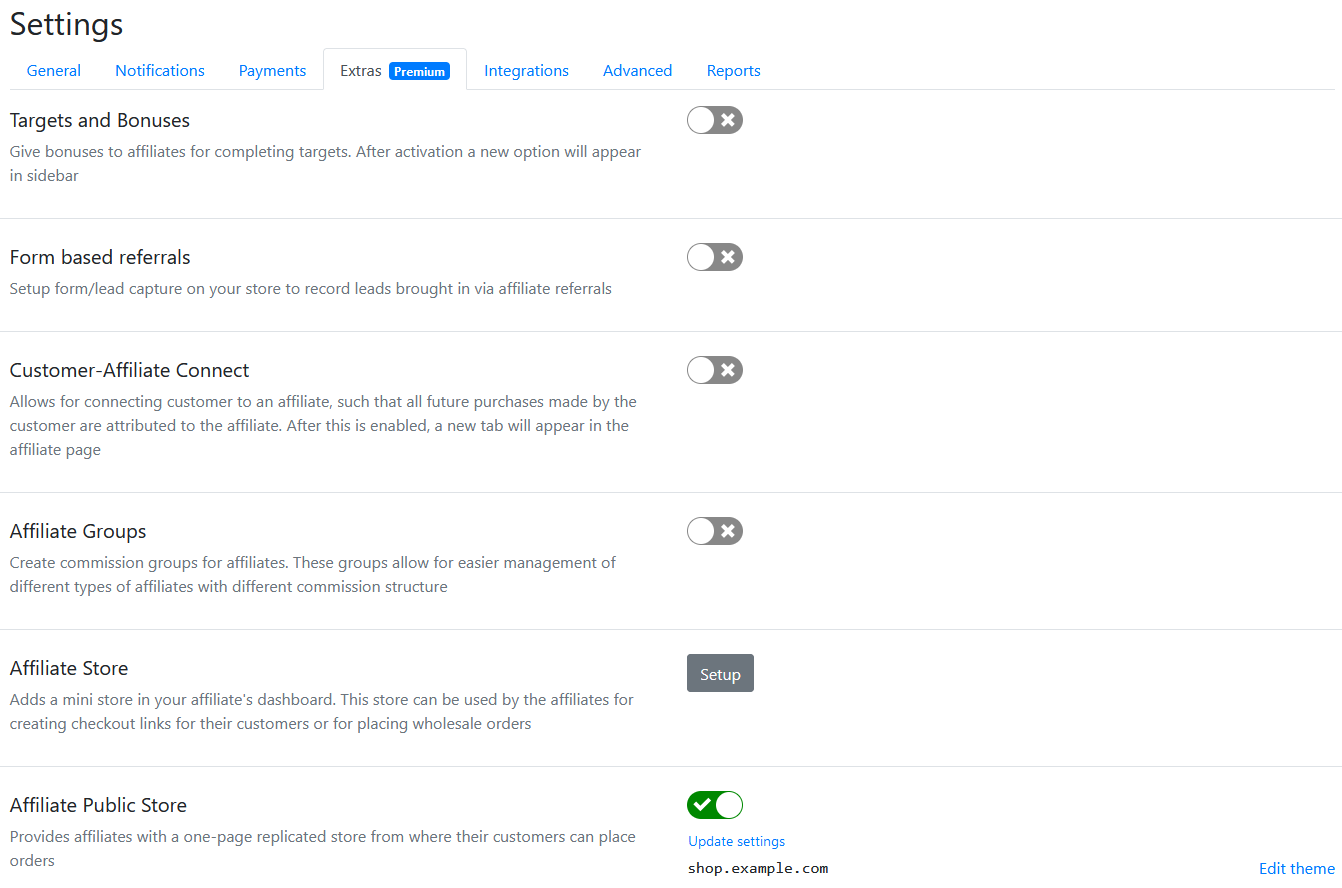 Settings
General Notifications Payments Extras Premium Integrations Advanced Reports
Targets and Bonuses
Give bonuses to affiliates for completing targets. After activation a new option will appear
in sidebar
Form based referrals
Setup form/lead capture on your store to record leads brought in via affiliate referrals
Customer-Affiliate Connect
Allows for connecting customer to an affiliate, such that all future purchases made by the
customer are attributed to the affiliate. After this is enabled, a new tab will appear in the
affiliate page
Affiliate Groups
Create commission groups for affiliates. These groups allow for easier management of
different types of affiliates with different commission structure
Affiliate Store
Setup
Adds a mini store in your affiliate's dashboard. This store can be used by the affiliates for
creating checkout links for their customers or for placing wholesale orders
Affiliate Public Store
Provides affiliates with a one-page replicated store from where their customers can place
orders
Update settings
shop.example.com
Edit theme